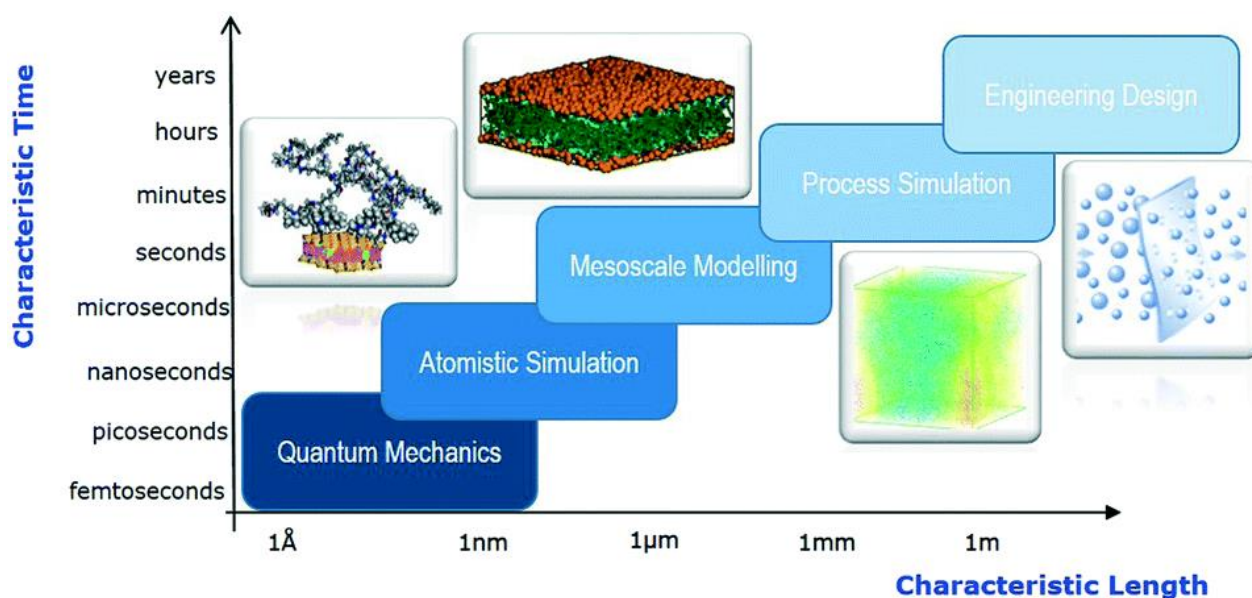 Characteristic Time
years
hours
minutes
seconds
microseconds
nanoseconds
picoseconds
femtoseconds
Engineering Design
Process Simulation
Mesoscale Modelling
Atomistic Simulation
Quantum Mechanics
1Å
1nm
1µm
1mm
1m
Characteristic Length